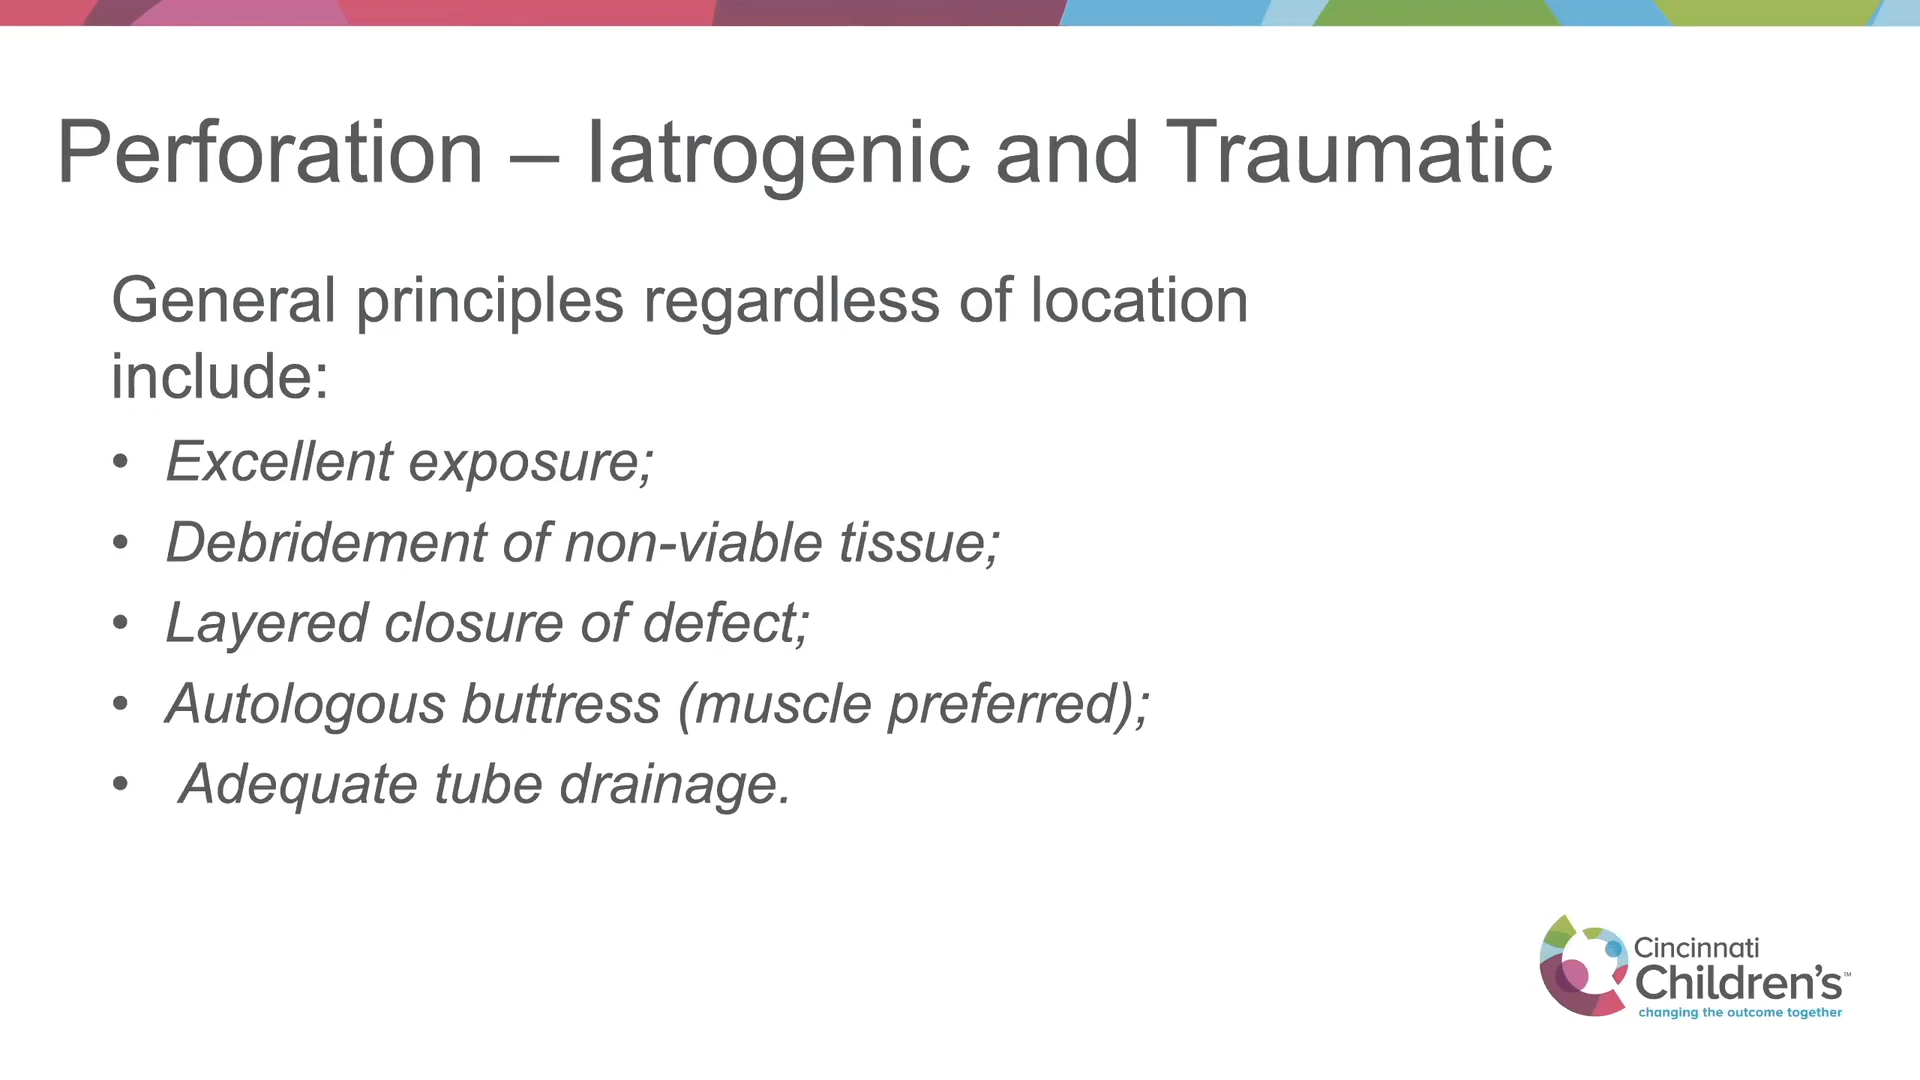 Perforation – Iatrogenic and Traumatic
General principles regardless of location
include:
• Excellent exposure;
• Debridement of non-viable tissue;
• Layered closure of defect;
• Autologous buttress (muscle preferred);
• Adequate tube drainage.
Cincinnati
Children's™
changing the outcome together